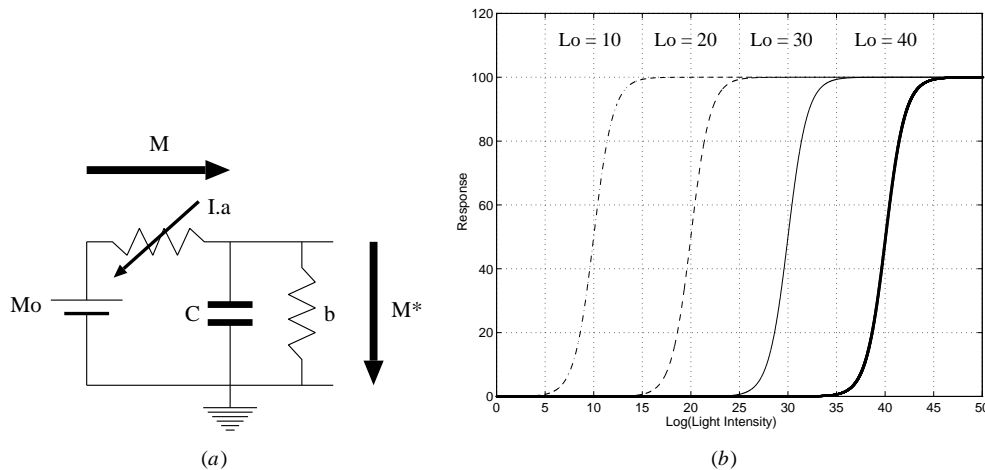 M
I.a
Mo
C
b
M*
(a)
120
100
80
60
40
20
0
Response
Lo = 10 Lo = 20 Lo = 30 Lo = 40
0 5 10 15 20 25 30 35 40 45 50
Log(Light Intensity)
(b)